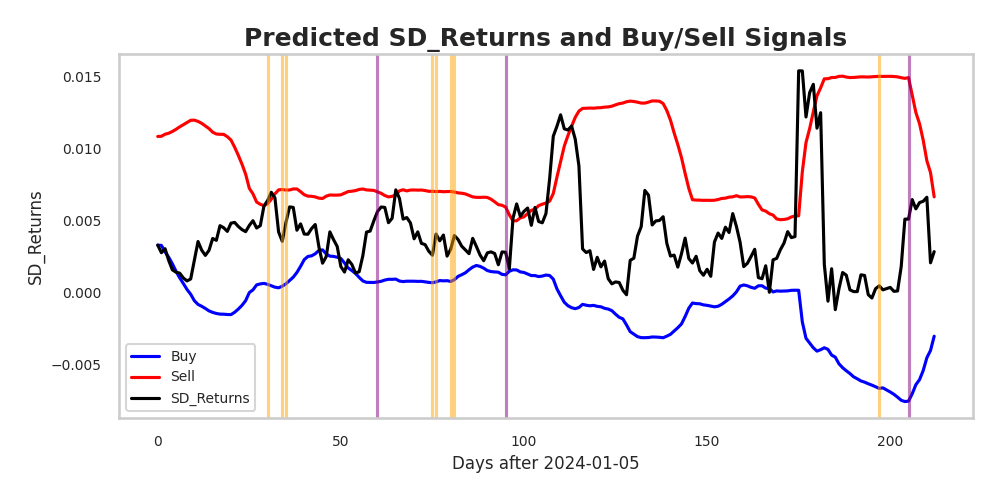 Predicted SD_Returns and Buy/Sell Signals
SD_Returns
0.015
0.010
0.005
0.000
−0.005
Buy
Sell
SD_Returns
0 50 100 150 200
Days after 2024-01-05